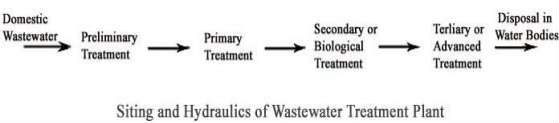 Domestic
Wastewater
Preliminary
Treatment
Primary
Treatment
Secondary or
Biological
Treatment
Terliary or
Advanced
Treatment
Disposal in
Water Bodies
Siting and Hydraulics of Wastewater Treatment Plant